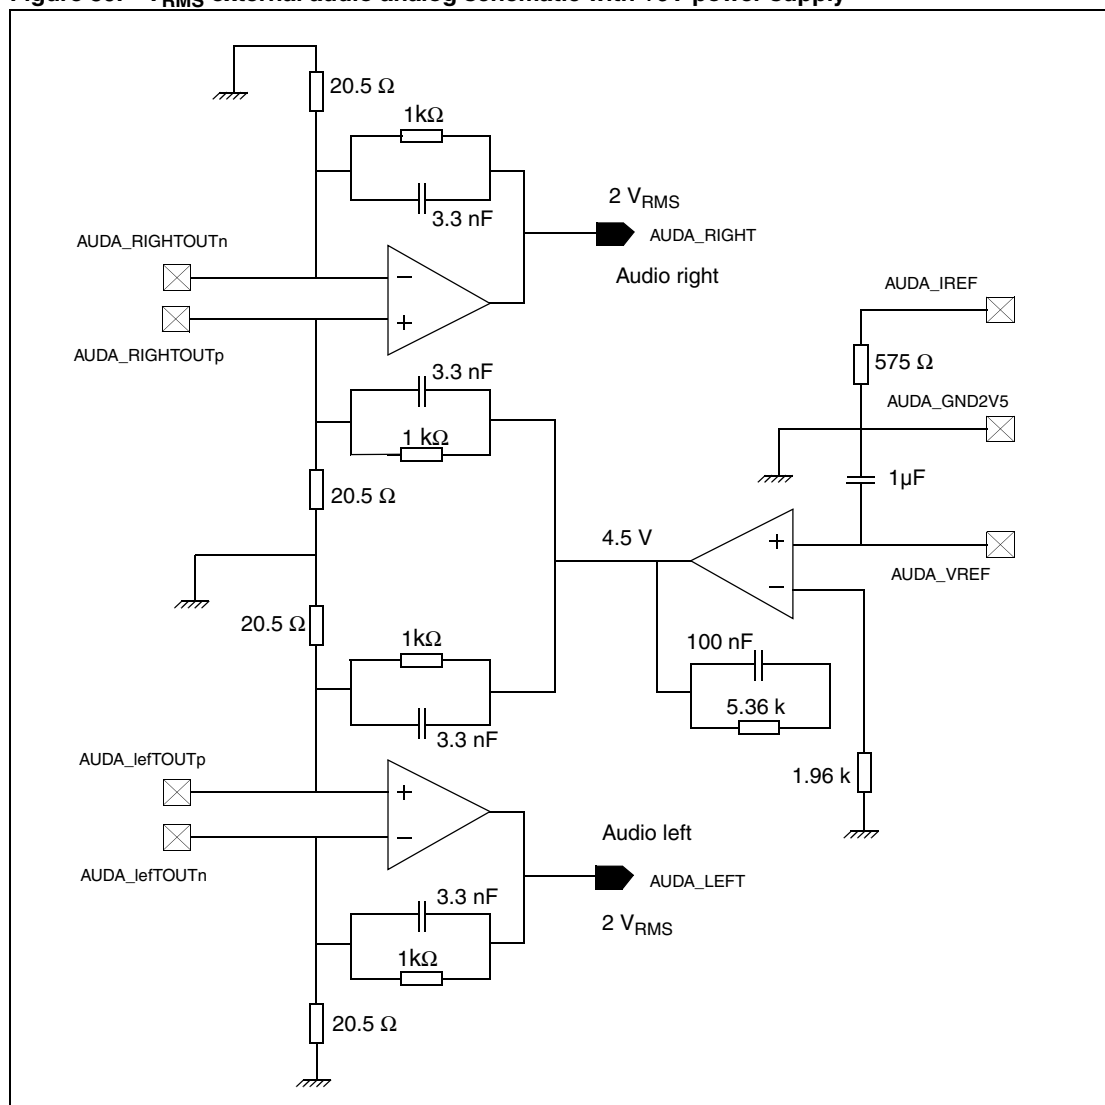 20.5 Ω
1kΩ
3.3 nF
2 VRMS
AUDA_RIGHT
Audio right
AUDA_RIGHTOUTn
AUDA_RIGHTOUTp
AUDA_IREF
575 Ω
AUDA_GND2V5
1µF
AUDA_VREF
3.3 nF
1 kΩ
20.5 Ω
4.5 V
20.5 Ω
1kΩ
3.3 nF
100 nF
5.36 k
1.96 k
AUDA_lefTOUTp
AUDA_lefTOUTn
Audio left
AUDA_LEFT
2 VRMS
3.3 nF
1kΩ
20.5 Ω
+
−
+
−
+
−